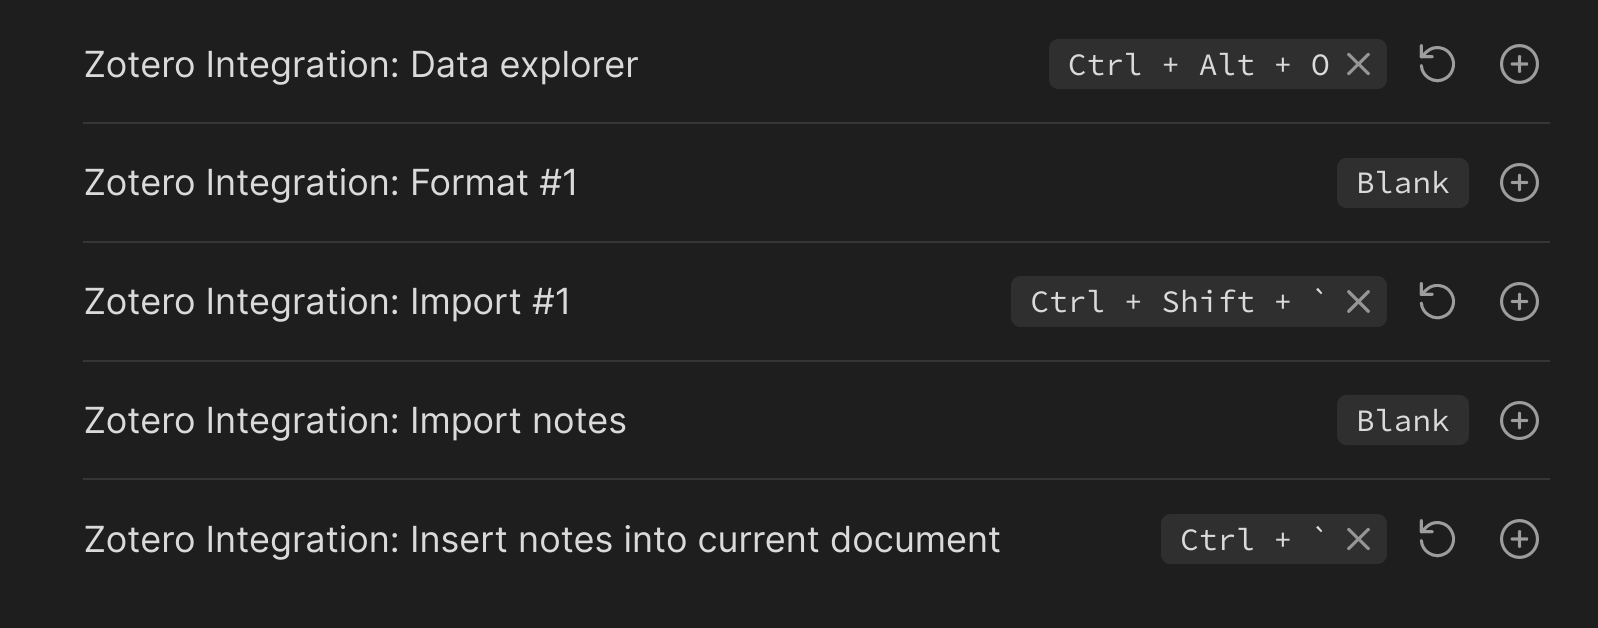 Zotero Integration: Data explorer Ctrl + Alt + O
Zotero Integration: Format #1 Blank
Zotero Integration: Import #1 Ctrl + Shift + `
Zotero Integration: Import notes Blank
Zotero Integration: Insert notes into current document Ctrl + `